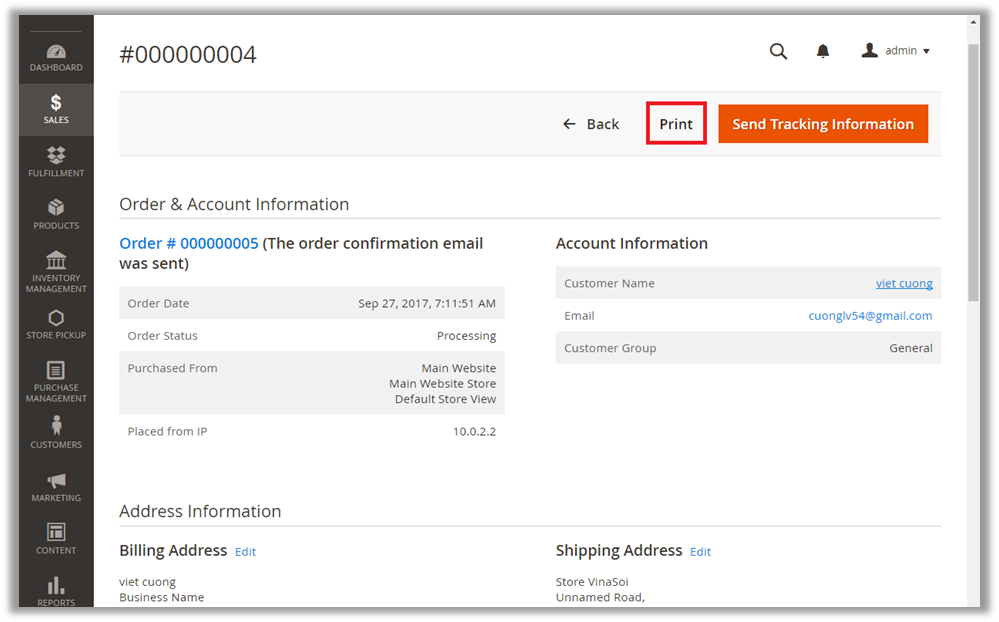 DASHBOARD
$
SALES
FULFILLMENT
PRODUCTS
INVENTORY
MANAGEMENT
STORE PICKUP
PURCHASE
MANAGEMENT
CUSTOMERS
MARKETING
CONTENT
REPORTS
#000000004
admin
Back
Print
Send Tracking Information
Order & Account Information
Order # 000000005 (The order confirmation email
was sent)
Order Date Sep 27, 2017, 7:11:51 AM
Order Status Processing
Purchased From Main Website
Main Website Store
Default Store View
Placed from IP 10.0.2.2
Account Information
Customer Name viet cuong
Email cuonglv54@gmail.com
Customer Group General
Address Information
Billing Address Edit
viet cuong
Business Name
Shipping Address Edit
Store VinaSoi
Unnamed Road,